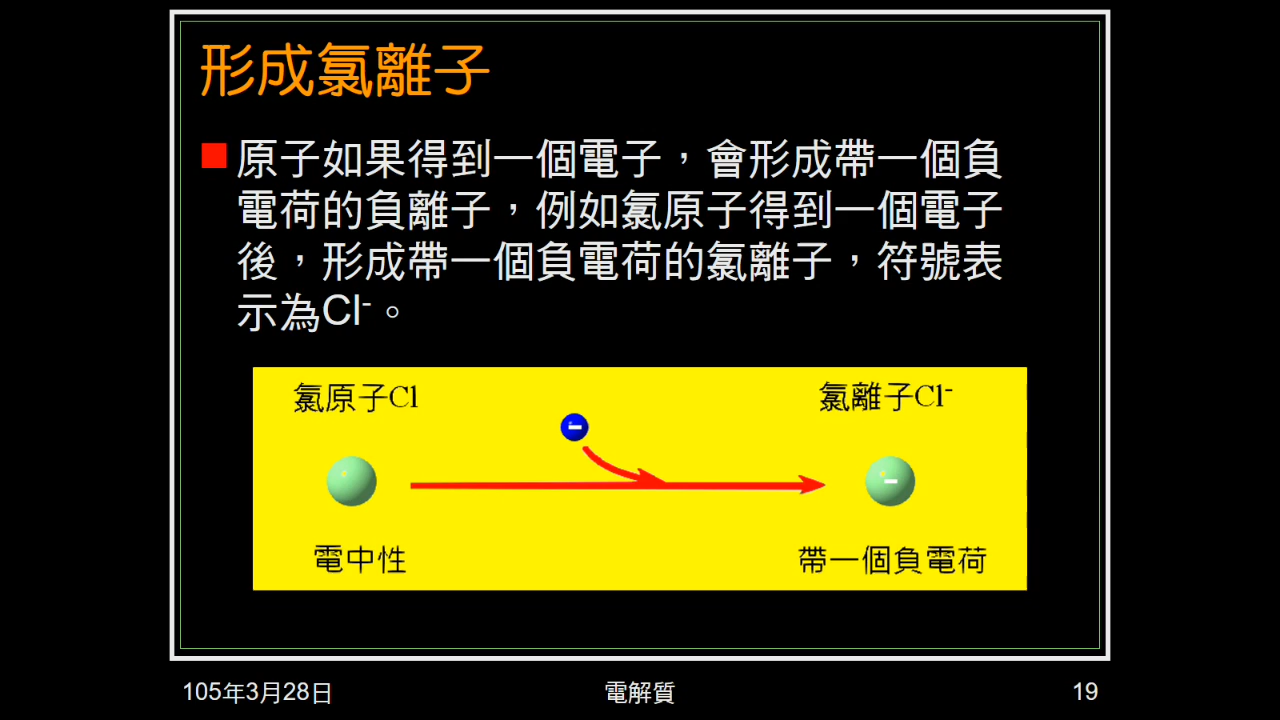 形成氯離子
原子如果得到一個電子，會形成帶一個負
電荷的負離子，例如氯原子得到一個電子
後，形成帶一個負電荷的氯離子，符號表
示為Cl⁻。
氯原子Cl
氯離子Cl⁻
-
-
電中性
帶一個負電荷
105年3月28日
電解質
19